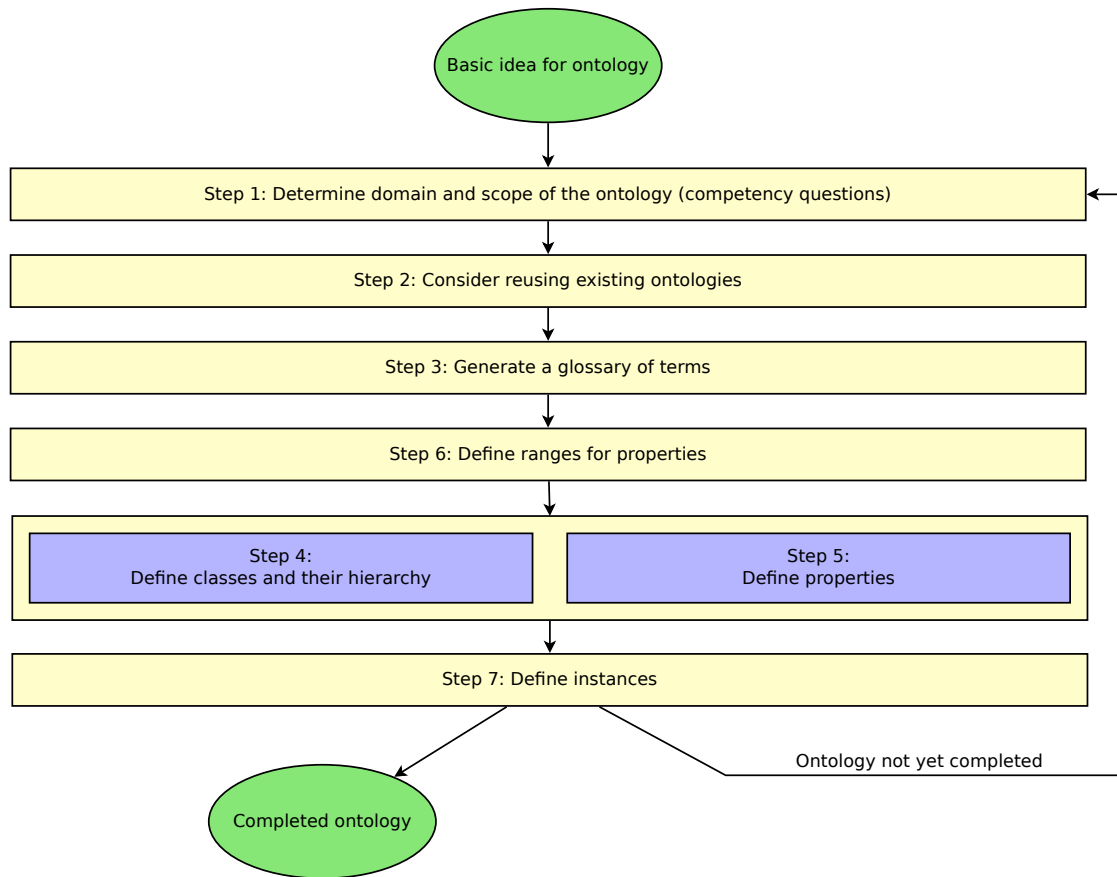 Basic idea for ontology
Step 1: Determine domain and scope of the ontology (competency questions)
Step 2: Consider reusing existing ontologies
Step 3: Generate a glossary of terms
Step 6: Define ranges for properties
Step 4:
Define classes and their hierarchy
Step 5:
Define properties
Step 7: Define instances
Ontology not yet completed
Completed ontology